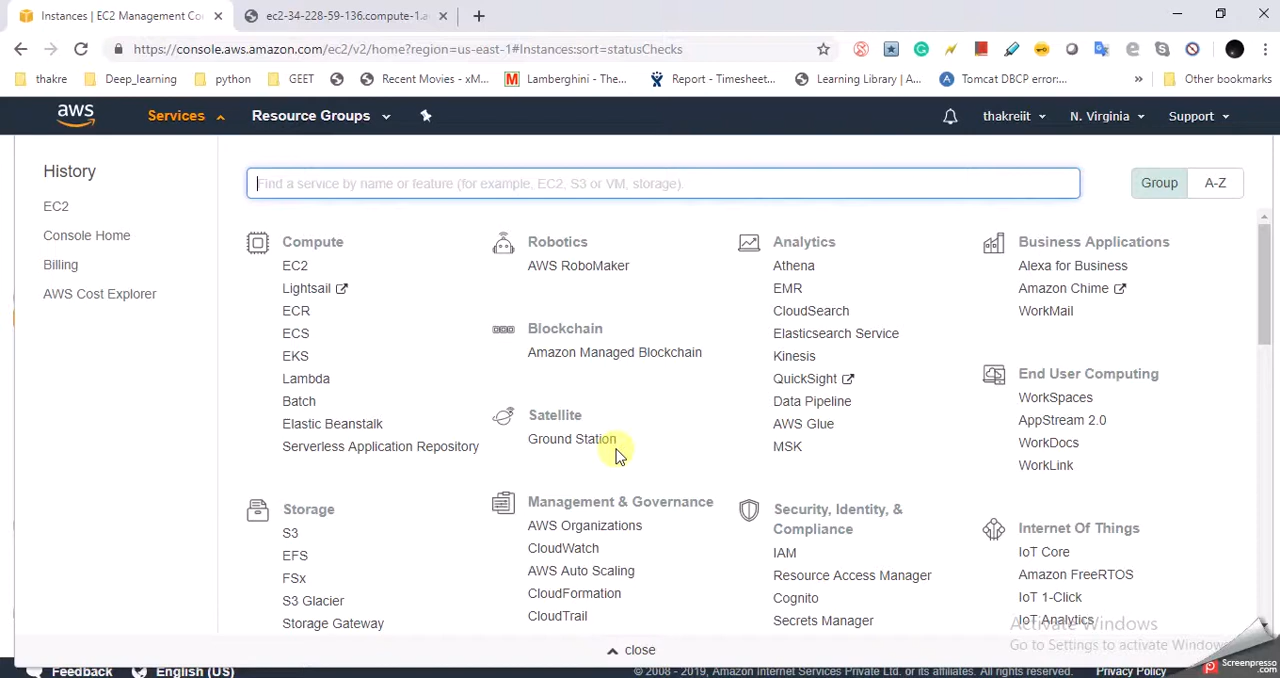 Instances | EC2 Management Co
ec2-34-228-59-136.compute-1.a
https://console.aws.amazon.com/ec2/v2/home?region=us-east-1#Instances:sort=statusChecks
thakre
Deep_learning
python
GEET
Recent Movies - xM...
Lamberghini - The...
Report - Timesheet...
Learning Library | A...
Tomcat DBCP error:...
»
Other bookmarks
aws
Services
Resource Groups
thakreiit
N. Virginia
Support
History
EC2
Console Home
Billing
AWS Cost Explorer
Find a service by name or feature (for example, EC2, S3 or VM, storage).
Group
A-Z
Compute
EC2
Lightsail
ECR
ECS
EKS
Lambda
Batch
Elastic Beanstalk
Serverless Application Repository
Storage
S3
EFS
FSx
S3 Glacier
Storage Gateway
Robotics
AWS RoboMaker
Blockchain
Amazon Managed Blockchain
Satellite
Ground Station
Management & Governance
AWS Organizations
CloudWatch
AWS Auto Scaling
CloudFormation
CloudTrail
Analytics
Athena
EMR
CloudSearch
Elasticsearch Service
Kinesis
QuickSight
Data Pipeline
AWS Glue
MSK
Security, Identity, &
Compliance
IAM
Resource Access Manager
Cognito
Secrets Manager
Business Applications
Alexa for Business
Amazon Chime
WorkMail
End User Computing
WorkSpaces
AppStream 2.0
WorkDocs
WorkLink
Internet Of Things
IoT Core
Amazon FreeRTOS
IoT 1-Click
IoT Analytics
Activate Windows
Go to Settings to activate Windows
close
Feedback
English (US)
© 2008 - 2019, Amazon Internet Services Private Ltd. or its affiliates. All rights reserved.
Privacy Policy
Screenpresso
.com